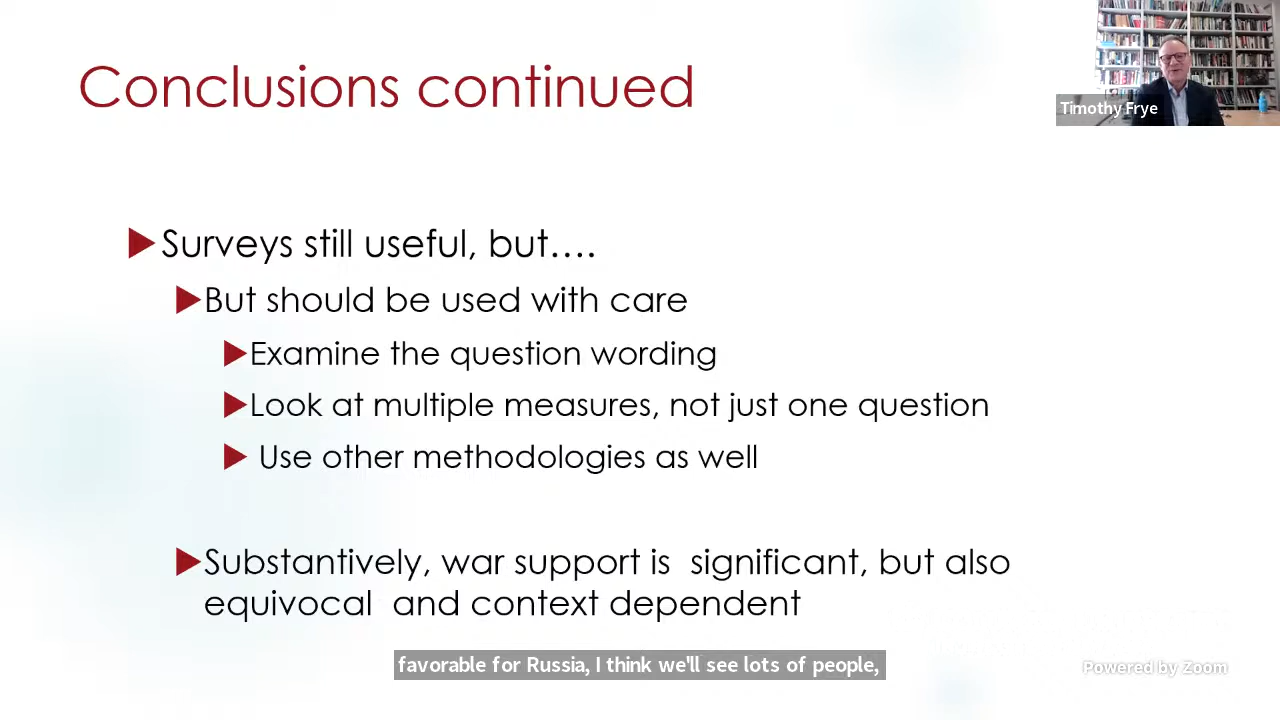 Conclusions continued
Timothy Frye
Surveys still useful, but....
But should be used with care
Examine the question wording
Look at multiple measures, not just one question
Use other methodologies as well
Substantively, war support is significant, but also
equivocal and context dependent
favorable for Russia, I think we'll see lots of people,
Powered by Zoom